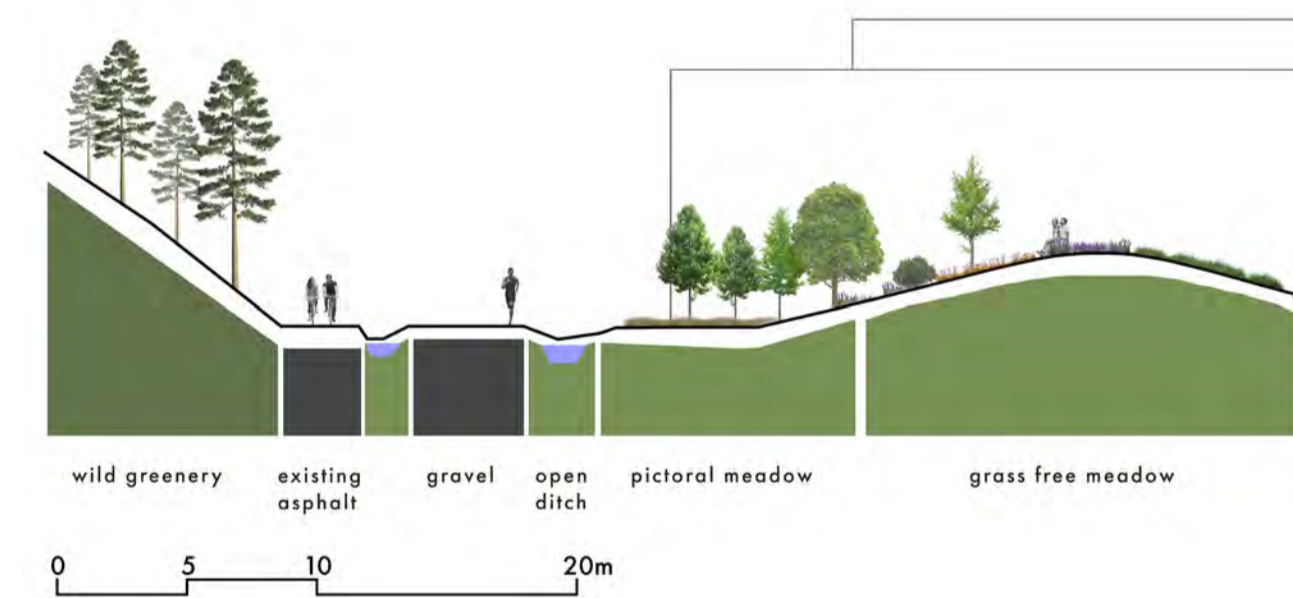 wild greenery
existing
asphalt
gravel
open
ditch
pictoral meadow
grass free meadow
0 5 10 20m